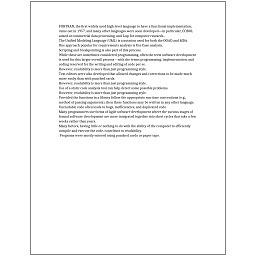 FORTRAN, the first widely used high-level language to have a functional implementation,
came out in 1957, and many other languages were soon developed—in particular, COBOL
aimed at commercial data processing, and Lisp for computer research.
The Unified Modeling Language (UML) is a notation used for both the OOAD and MDA.
One approach popular for requirements analysis is Use Case analysis.
Scripting and breakpointing is also part of this process.
While these are sometimes considered programming, often the term software development
is used for this larger overall process – with the terms programming, implementation, and
coding reserved for the writing and editing of code per se.
However, readability is more than just programming style.
Text editors were also developed that allowed changes and corrections to be made much
more easily than with punched cards.
However, readability is more than just programming style.
Use of a static code analysis tool can help detect some possible problems.
However, readability is more than just programming style.
Provided the functions in a library follow the appropriate run-time conventions (e.g.,
method of passing arguments), then these functions may be written in any other language.
Unreadable code often leads to bugs, inefficiencies, and duplicated code.
Many programmers use forms of Agile software development where the various stages of
formal software development are more integrated together into short cycles that take a few
weeks rather than years.
Many factors, having little or nothing to do with the ability of the computer to efficiently
compile and execute the code, contribute to readability.
Programs were mostly entered using punched cards or paper tape.